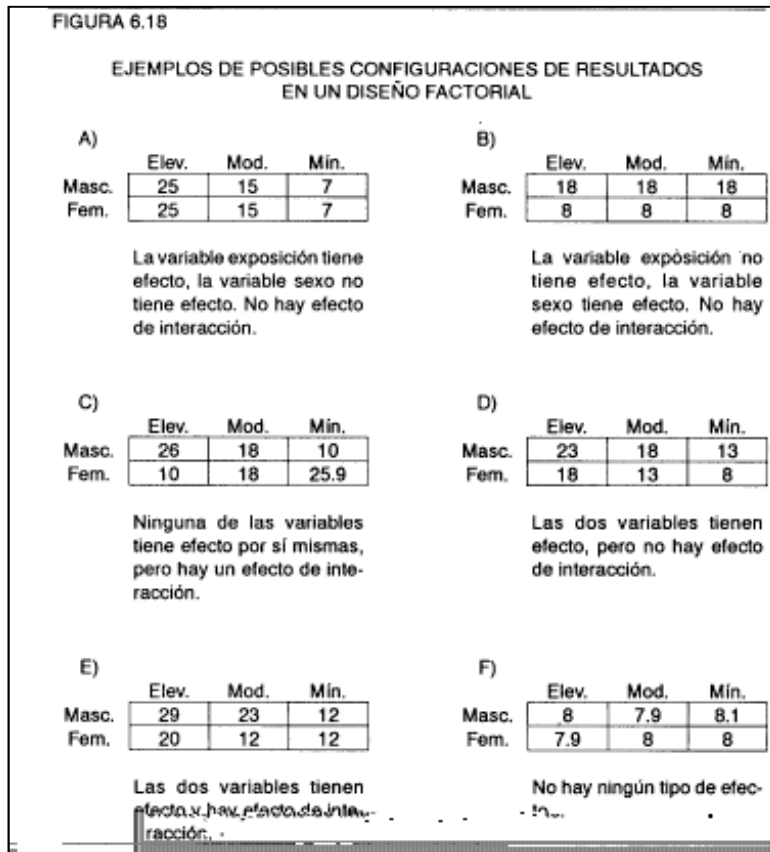 FIGURA 6.18
EJEMPLOS DE POSIBLES CONFIGURACIONES DE RESULTADOS
EN UN DISEÑO FACTORIAL
A)
Elev. Mod. Mín.
Masc. 25 15 7
Fem. 25 15 7
La variable exposición tiene
efecto, la variable sexo no
tiene efecto. No hay efecto
de interacción.
B)
Elev. Mod. Mín.
Masc. 18 18 18
Fem. 8 8 8
La variable exposición no
tiene efecto, la variable
sexo tiene efecto. No hay
efecto de interacción.
C)
Elev. Mod. Mín.
Masc. 26 18 10
Fem. 10 18 25.9
Ninguna de las variables
tiene efecto por sí mismas,
pero hay un efecto de inte-
racción.
D)
Elev. Mod. Mín.
Masc. 23 18 13
Fem. 18 13 8
Las dos variables tienen
efecto, pero no hay efecto
de interacción.
E)
Elev. Mod. Mín.
Masc. 29 23 12
Fem. 20 12 12
Las dos variables tienen
efecto y hay efecto de inte-
racción.
F)
Elev. Mod. Mín.
Masc. 8 7.9 8.1
Fem. 7.9 8 8
No hay ningún tipo de efec-